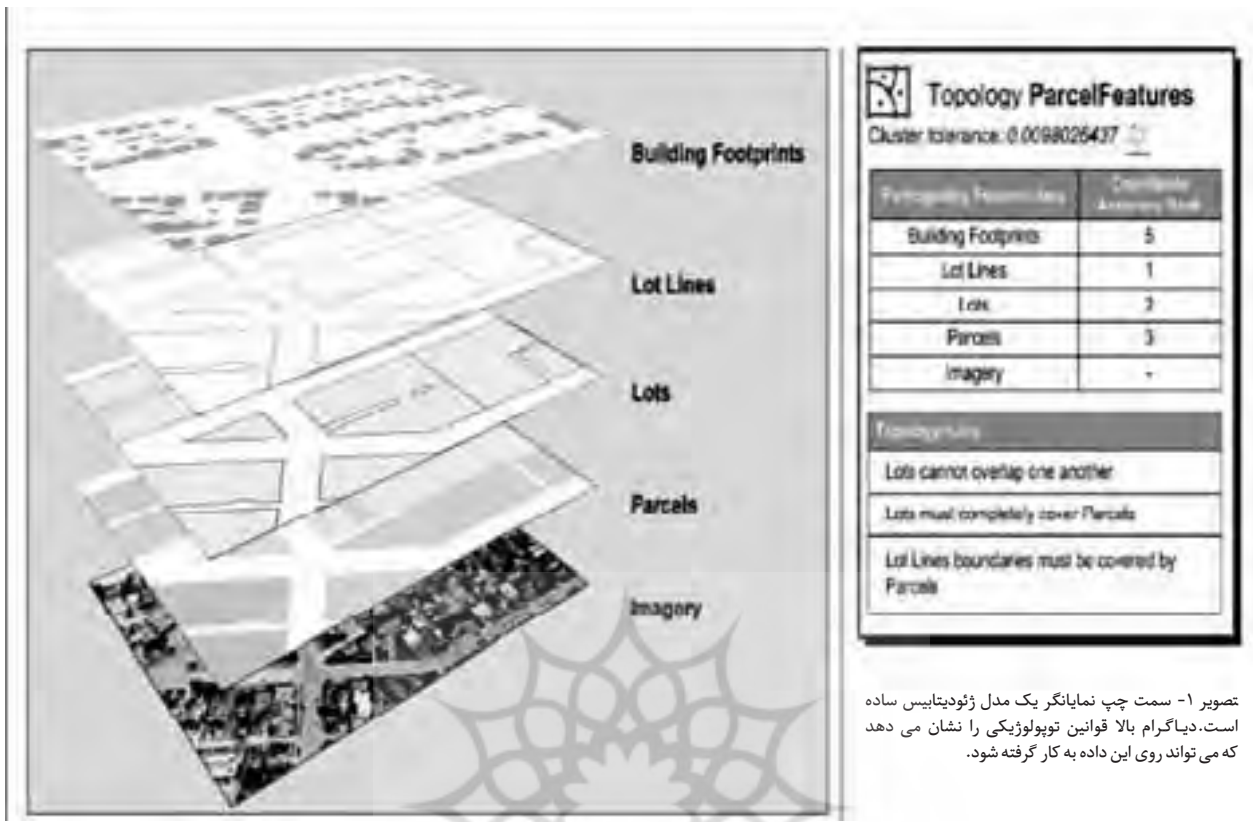 Building Footprints
Lot Lines
Lots
Parcels
Imagery
Topology ParcelFeatures
Cluster tolerance: 0.0098026437
Building Footprints 5
Lot Lines 1
Lots 2
Parcels 3
Imagery -
Lots cannot overlap one another
Lots must completely cover Parcels
Lot Lines boundaries must be covered by
Parcels
تصویر ۱- سمت چپ نمایانگر یک مدل ژئودیتابیس ساده
است.دیاگرام بالا قوانین توپولوژیکی را نشان می دهد
که می تواند روی این داده به کار گرفته شود.